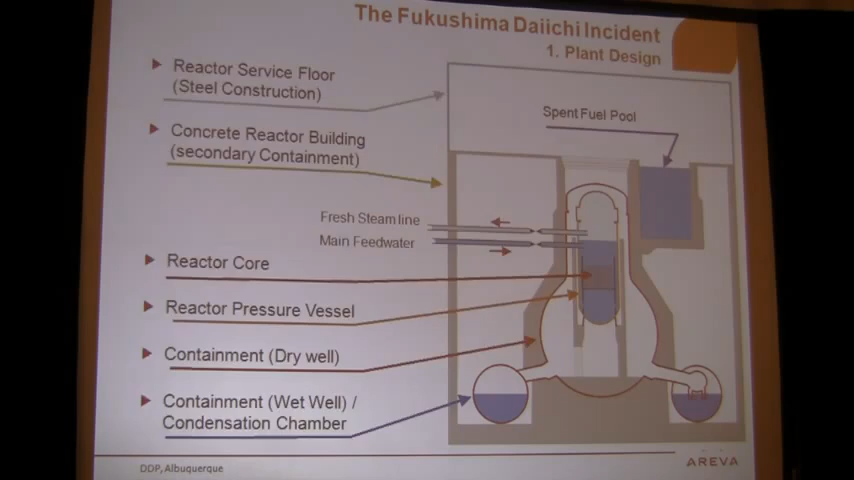 The Fukushima Daiichi Incident
1. Plant Design
Reactor Service Floor
(Steel Construction)
Spent Fuel Pool
Concrete Reactor Building
(secondary Containment)
Fresh Steam line
Main Feedwater
Reactor Core
Reactor Pressure Vessel
Containment (Dry well)
Containment (Wet Well) /
Condensation Chamber
DDP, Albuquerque
AREVA